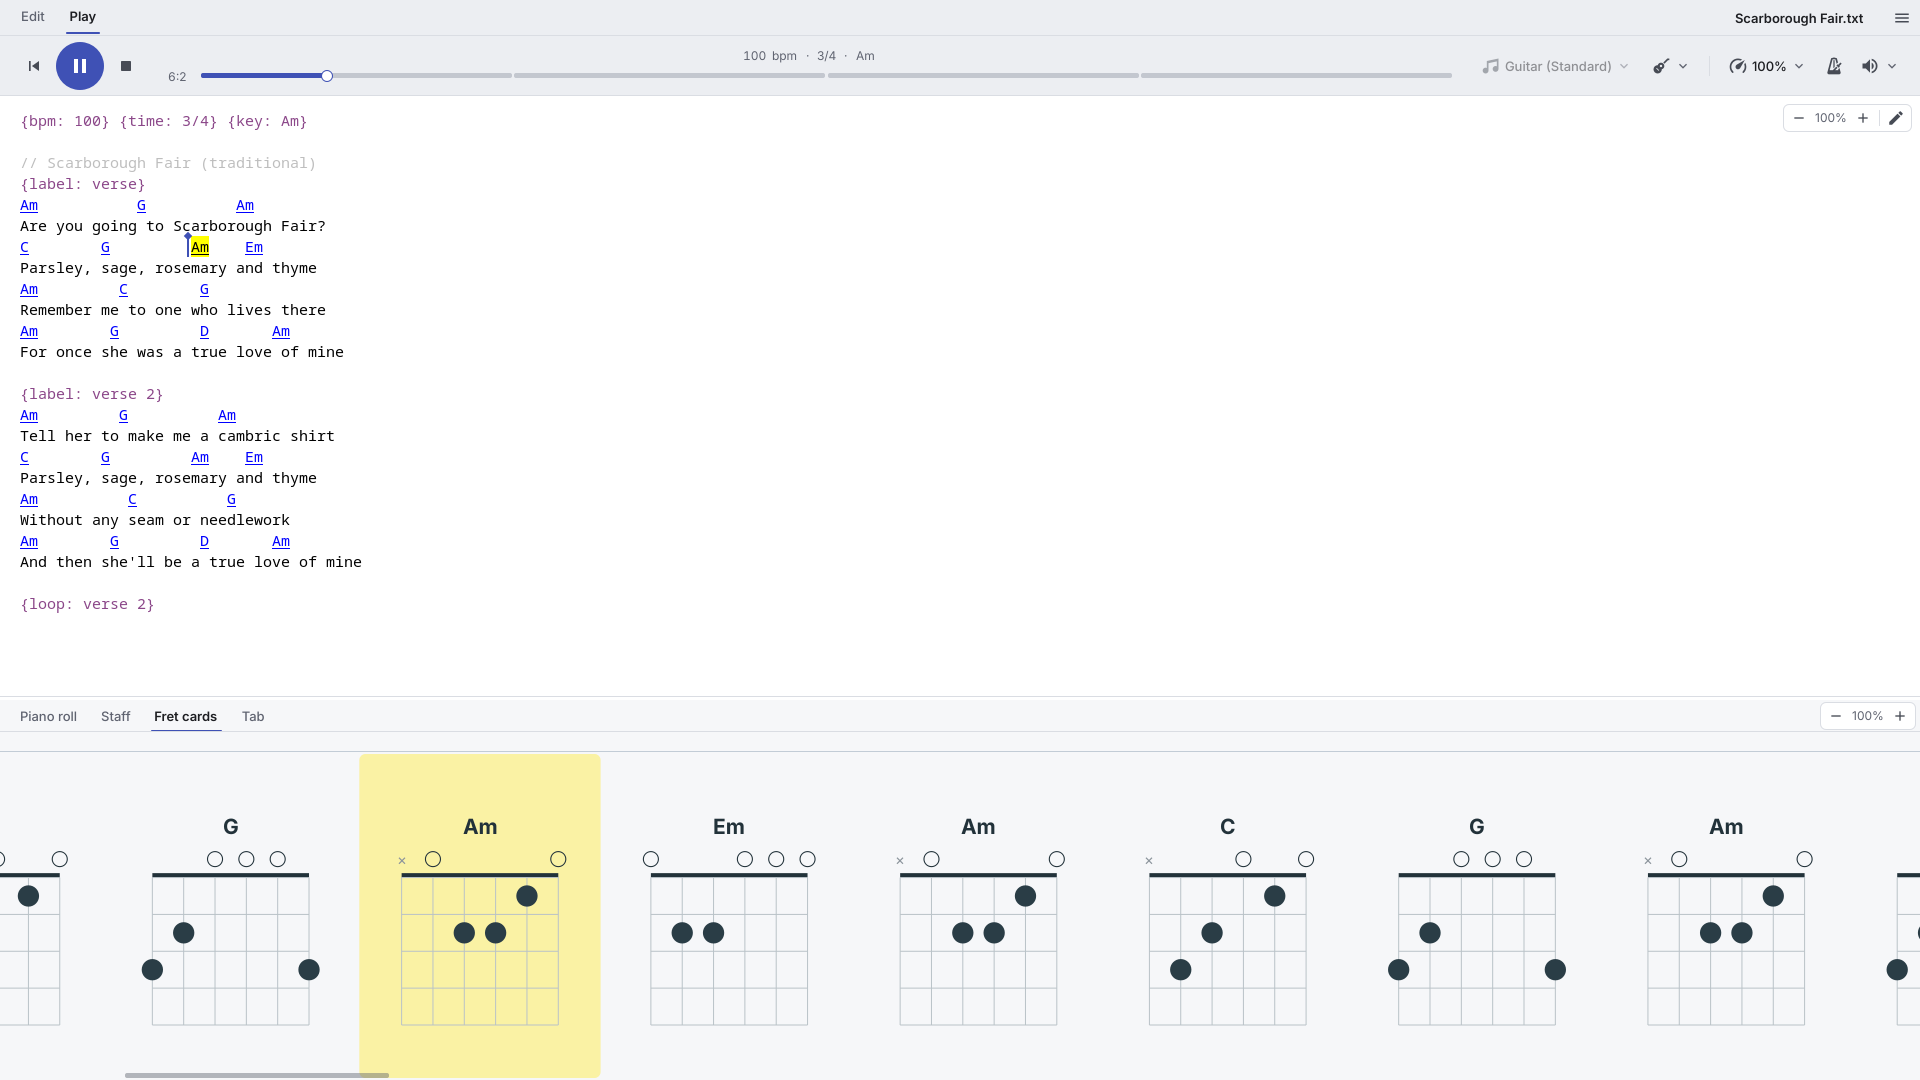 Edit Play Scarborough Fair.txt
100 bpm · 3/4 · Am
6:2 Guitar (Standard) 100%
{bpm: 100} {time: 3/4} {key: Am}
100%
// Scarborough Fair (traditional)
{label: verse}
Am G Am
Are you going to Scarborough Fair?
C G Am Em
Parsley, sage, rosemary and thyme
Am C G
Remember me to one who lives there
Am G D Am
For once she was a true love of mine
{label: verse 2}
Am G Am
Tell her to make me a cambric shirt
C G Am Em
Parsley, sage, rosemary and thyme
Am C G
Without any seam or needlework
Am G D Am
And then she'll be a true love of mine
{loop: verse 2}
Piano roll Staff Fret cards Tab 100%
G Am Em Am C G Am